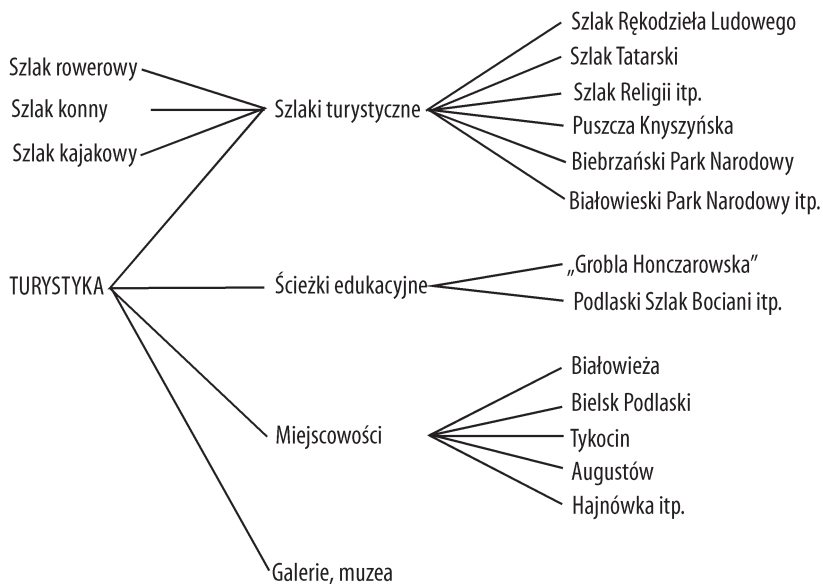 Szlak rowerowy
Szlak konny
Szlak kajakowy
Szlaki turystyczne
Szlak Rękodzieła Ludowego
Szlak Tatarski
Szlak Religii itp.
Puszcza Knyszyńska
Biebrzański Park Narodowy
Białowieski Park Narodowy itp.
TURYSTYKA
Ścieżki edukacyjne
„Grobla Honczarowska”
Podlaski Szlak Bociani itp.
Miejscowości
Białowieża
Bielsk Podlaski
Tykocin
Augustów
Hajnówka itp.
Galerie, muzea